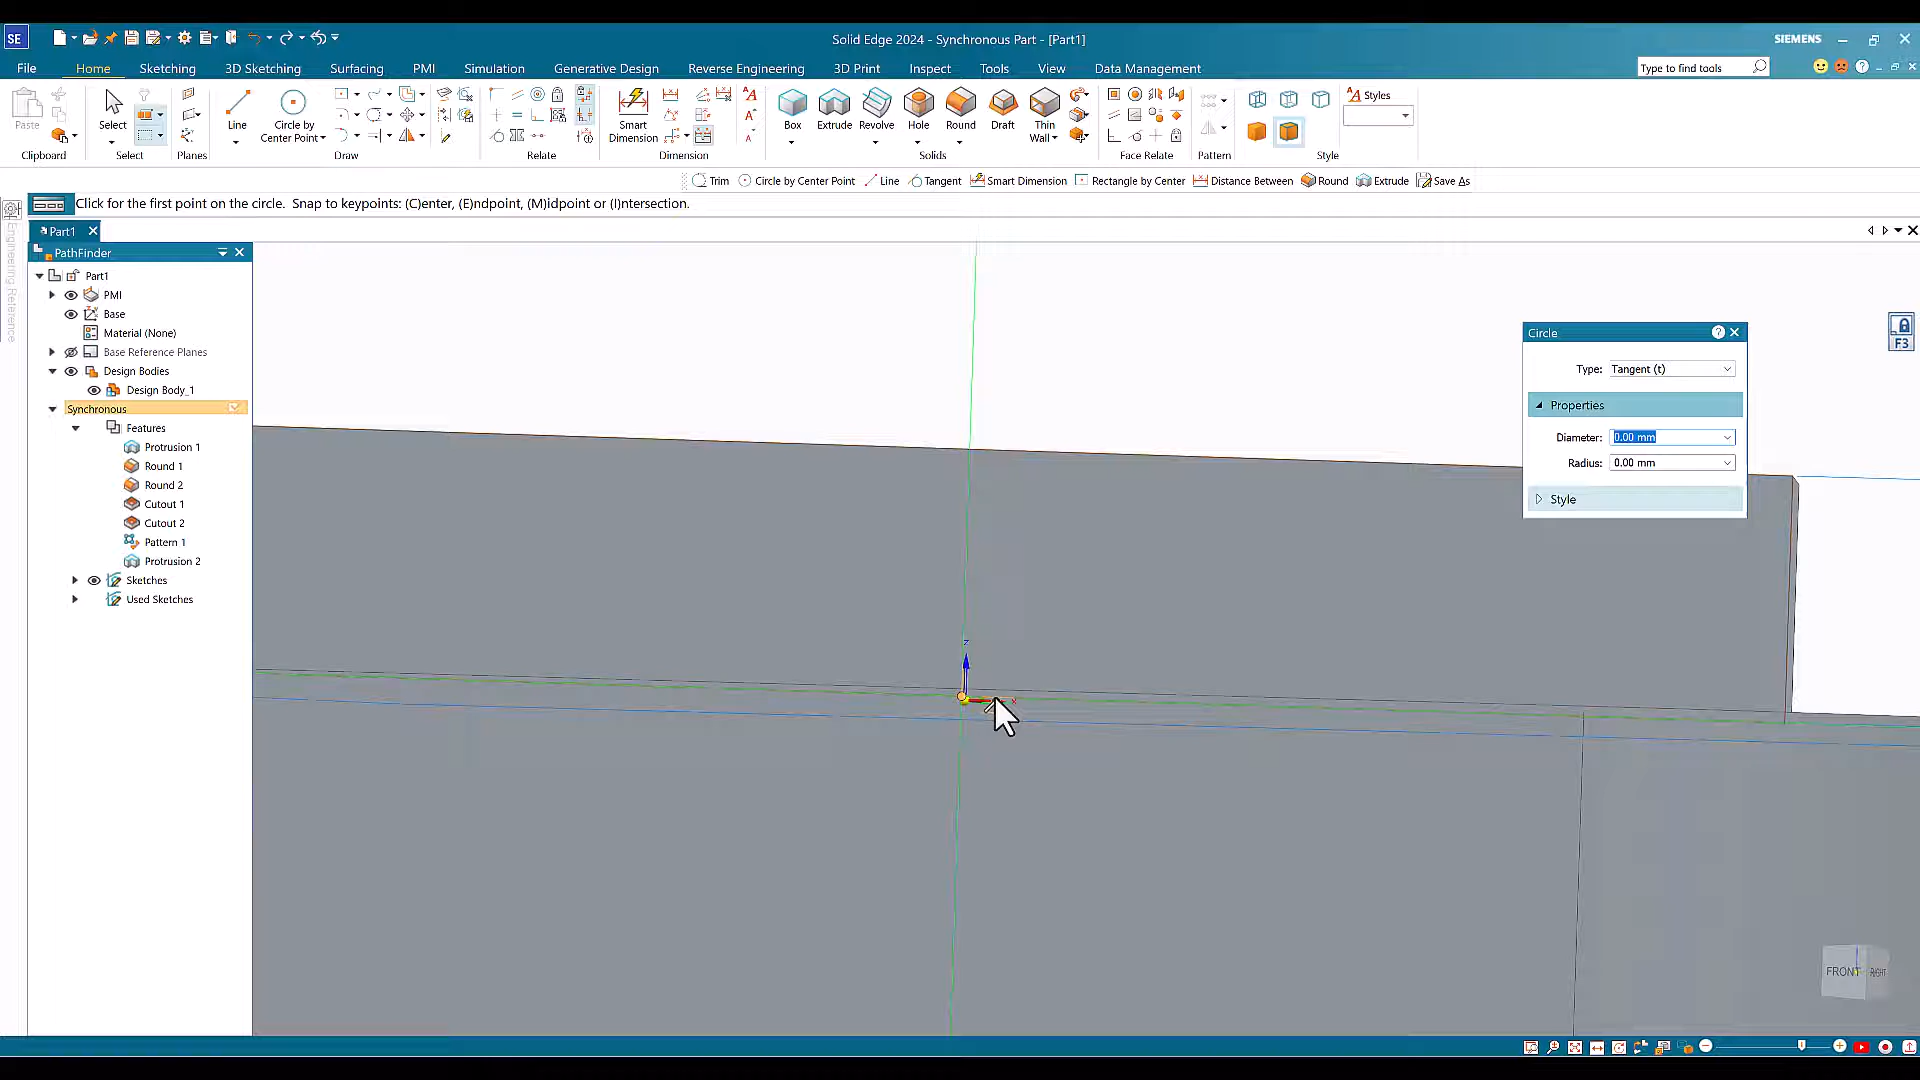 SE
Solid Edge 2024 - Synchronous Part - [Part1]
SIEMENS
File Home Sketching 3D Sketching Surfacing PMI Simulation Generative Design Reverse Engineering 3D Print Inspect Tools View Data Management
Type to find tools
Paste
Select
Line
Circle by
Center Point
Smart
Dimension
Box
Extrude
Revolve
Hole
Round
Draft
Thin
Wall
Styles
Clipboard Select Planes Draw Relate Dimension Solids Face Relate Pattern Style
Trim Circle by Center Point Line Tangent Smart Dimension Rectangle by Center Distance Between Round Extrude Save As
Click for the first point on the circle. Snap to keypoints: (C)enter, (E)ndpoint, (M)idpoint or (I)ntersection.
Part1
Engineering Reference
PathFinder
Part1
PMI
Base
Material (None)
Base Reference Planes
Design Bodies
Design Body_1
Synchronous
Features
Protrusion 1
Round 1
Round 2
Cutout 1
Cutout 2
Pattern 1
Protrusion 2
Sketches
Used Sketches
Circle
Type: Tangent (t)
Properties
Diameter: 0.00 mm
Radius: 0.00 mm
Style
F3
z
x
FRONT
RIGHT